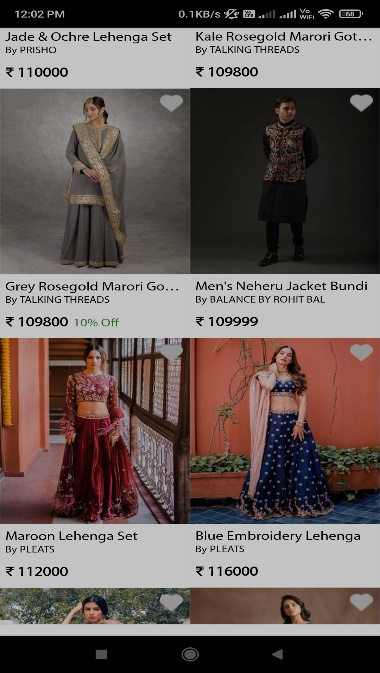 12:02 PM 0.1KB/s Vo WiFi
Jade & Ochre Lehenga Set
By PRISHO
₹ 110000
Kale Rosegold Marori Got...
By TALKING THREADS
₹ 109800
Grey Rosegold Marori Go...
By TALKING THREADS
₹ 109800 10% Off
Men's Neheru Jacket Bundi
By BALANCE BY ROHIT BAL
₹ 109999
Maroon Lehenga Set
By PLEATS
₹ 112000
Blue Embroidery Lehenga
By PLEATS
₹ 116000